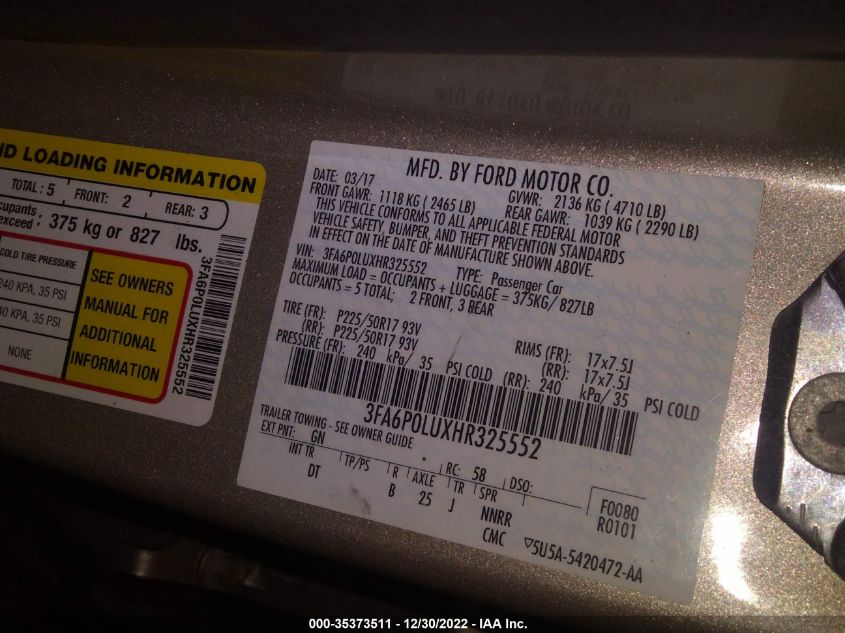 ND LOADING INFORMATION
TOTAL: 5 FRONT: 2 REAR: 3
cupants
exceed: 375 kg or 827 lbs.
COLD TIRE PRESSURE
240 KPA, 35 PSI
40 KPA, 35 PSI
NONE
SEE OWNERS
MANUAL FOR
ADDITIONAL
INFORMATION
3FA6P0LUXHR325552
MFD. BY FORD MOTOR CO.
DATE: 03/17 GVWR: 2136 KG ( 4710 LB)
FRONT GAWR: 1118 KG ( 2465 LB) REAR GAWR: 1039 KG ( 2290 LB)
THIS VEHICLE CONFORMS TO ALL APPLICABLE FEDERAL MOTOR
VEHICLE SAFETY, BUMPER, AND THEFT PREVENTION STANDARDS
IN EFFECT ON THE DATE OF MANUFACTURE SHOWN ABOVE.
VIN: 3FA6P0LUXHR325552 TYPE: Passenger Car
MAXIMUM LOAD = OCCUPANTS + LUGGAGE = 375KG/ 827LB
OCCUPANTS = 5 TOTAL; 2 FRONT, 3 REAR
TIRE (FR): P225/50R17 93V RIMS (FR): 17x7.5J
(RR): P225/50R17 93V (RR): 17x7.5J
PRESSURE (FR): 240 kPa/ 35 PSI COLD (RR): 240 kPa/ 35 PSI COLD
3FA6P0LUXHR325552
TRAILER TOWING - SEE OWNER GUIDE
EXT PNT: GN RC: 58 DSO: F0080
INT TR TP/PS R AXLE TR SPR R0101
DT B 25 J NNRR
CMC 5U5A-5420472-AA
000-35373511 - 12/30/2022 - IAA Inc.